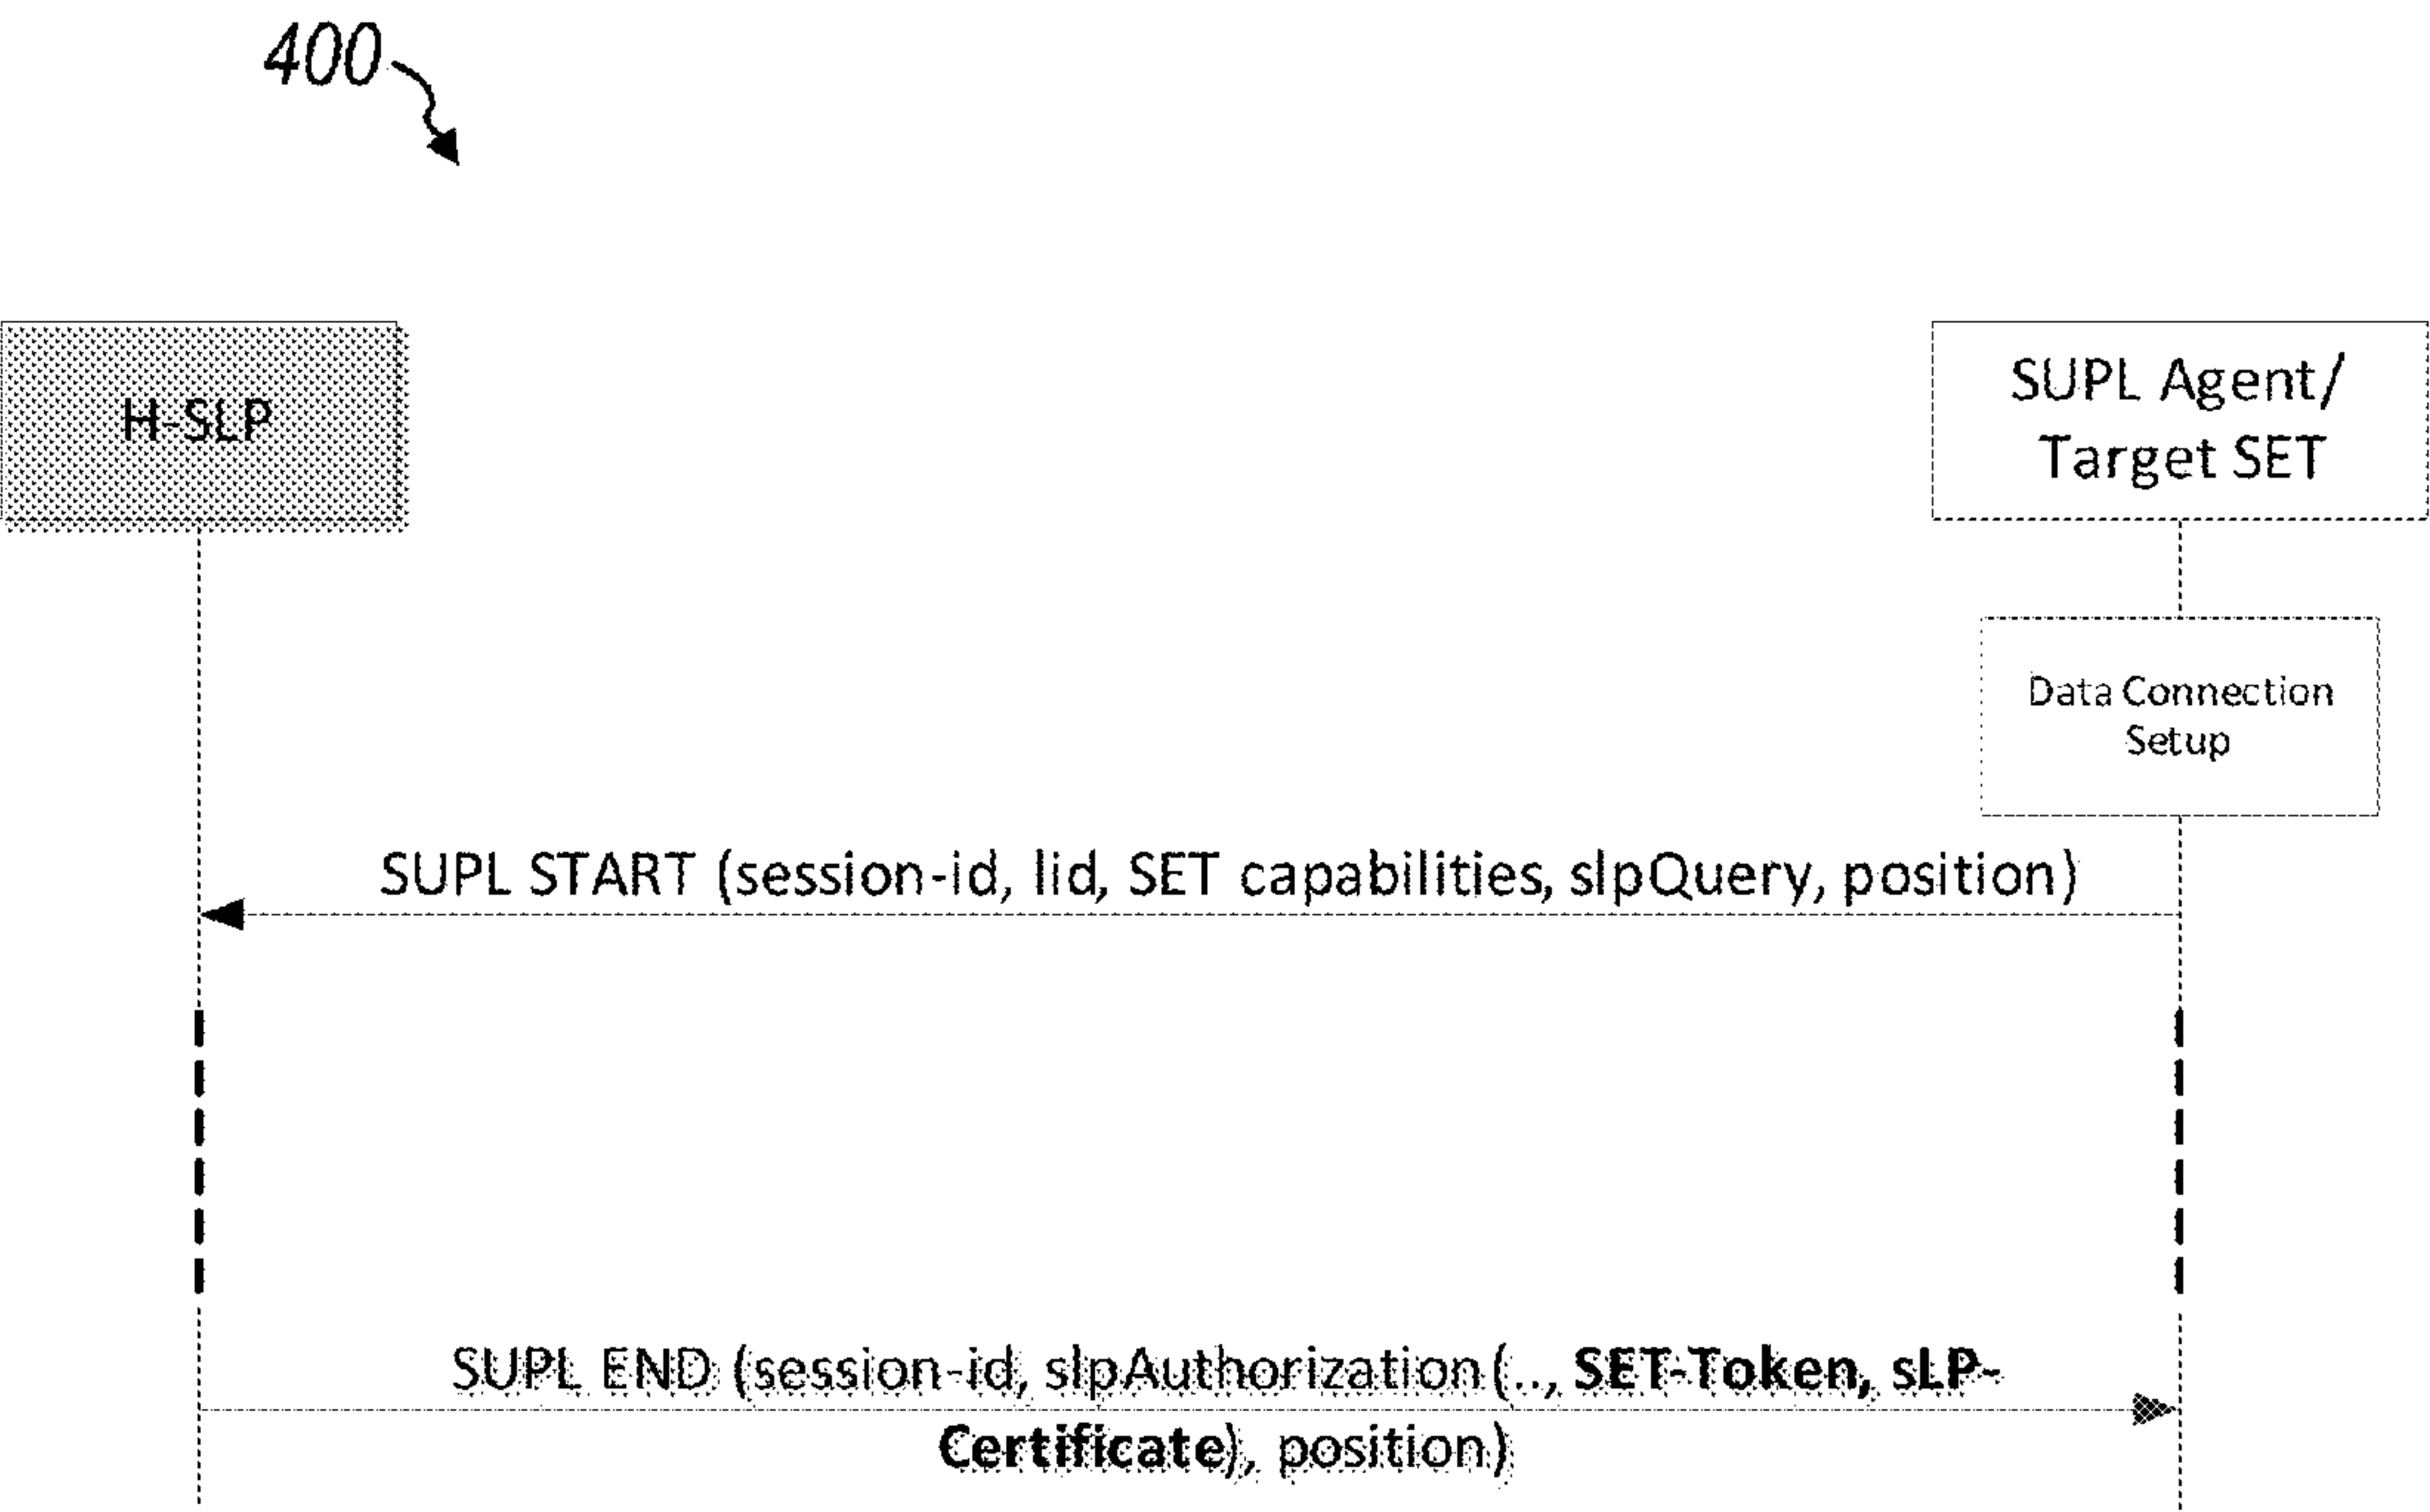 400
H-SLP
SUPL Agent/
Target SET
Data Connection
Setup
SUPL START (session-id, lid, SET capabilities, slpQuery, position)
SUPL END (session-id, slpAuthorization(.., SET-Token, sLP-
Certificate), position)